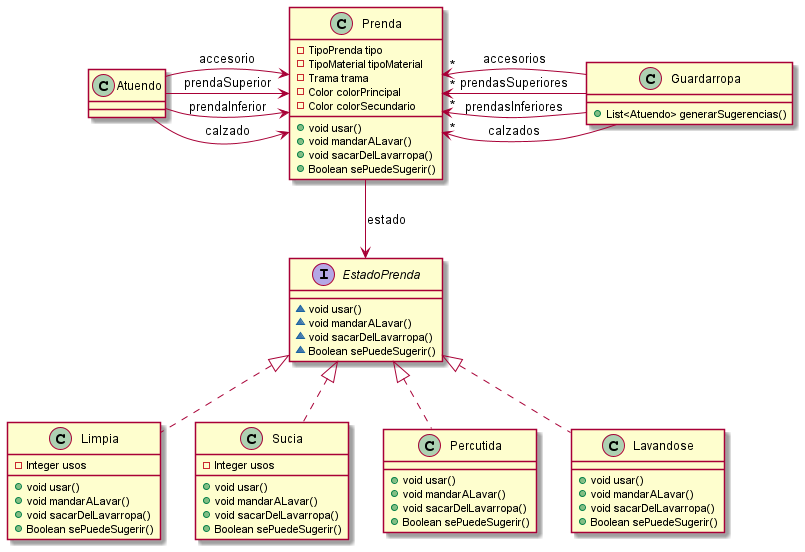 C Prenda
TipoPrenda tipo
TipoMaterial tipoMaterial
Trama trama
Color colorPrincipal
Color colorSecundario
void usar()
void mandarALavar()
void sacarDelLavarropa()
Boolean sePuedeSugerir()
C Atuendo
accesorio
prendaSuperior
prendaInferior
calzado
accesorios
*
prendasSuperiores
*
prendasInferiores
*
calzados
*
C Guardarropa
List<Atuendo> generarSugerencias()
estado
I EstadoPrenda
void usar()
void mandarALavar()
void sacarDelLavarropa()
Boolean sePuedeSugerir()
C Limpia
Integer usos
void usar()
void mandarALavar()
void sacarDelLavarropa()
Boolean sePuedeSugerir()
C Sucia
Integer usos
void usar()
void mandarALavar()
void sacarDelLavarropa()
Boolean sePuedeSugerir()
C Percutida
void usar()
void mandarALavar()
void sacarDelLavarropa()
Boolean sePuedeSugerir()
C Lavandose
void usar()
void mandarALavar()
void sacarDelLavarropa()
Boolean sePuedeSugerir()